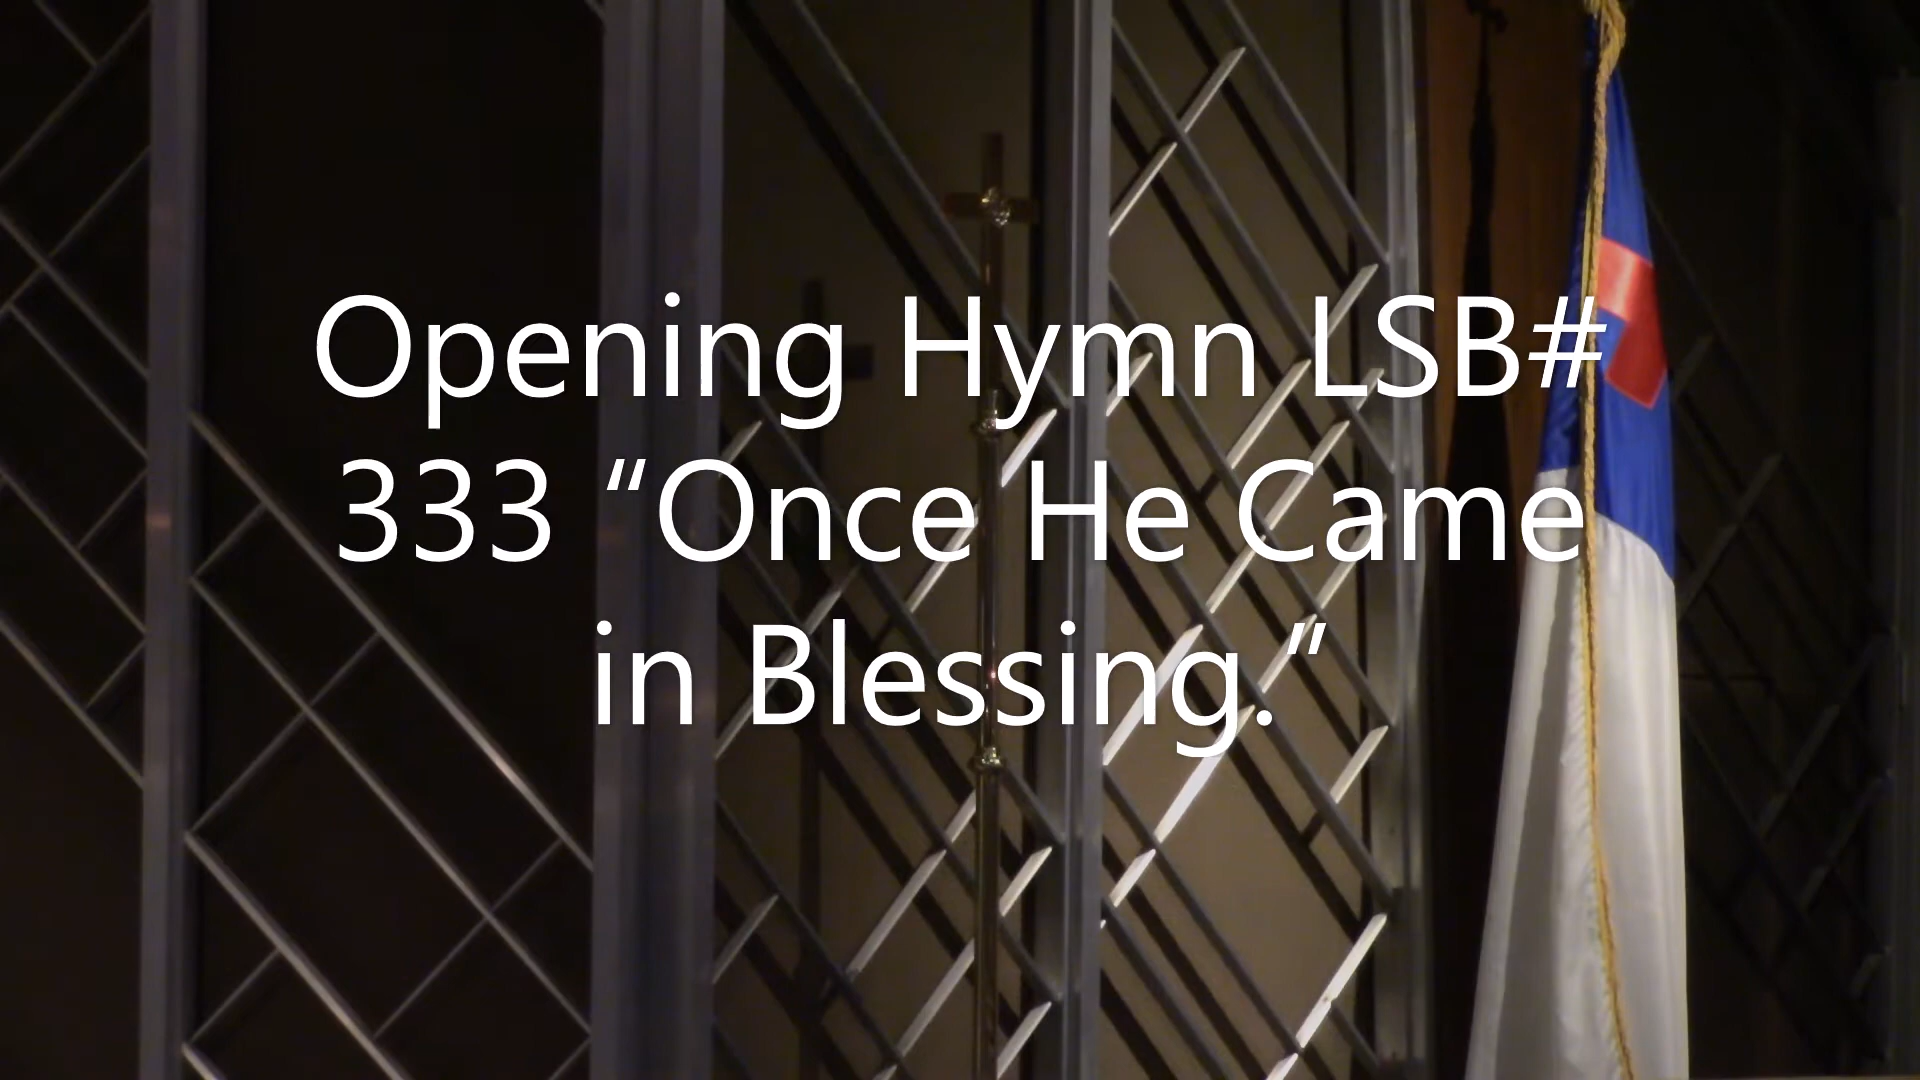 Opening Hymn LSB#
333 “Once He Came
in Blessing.”